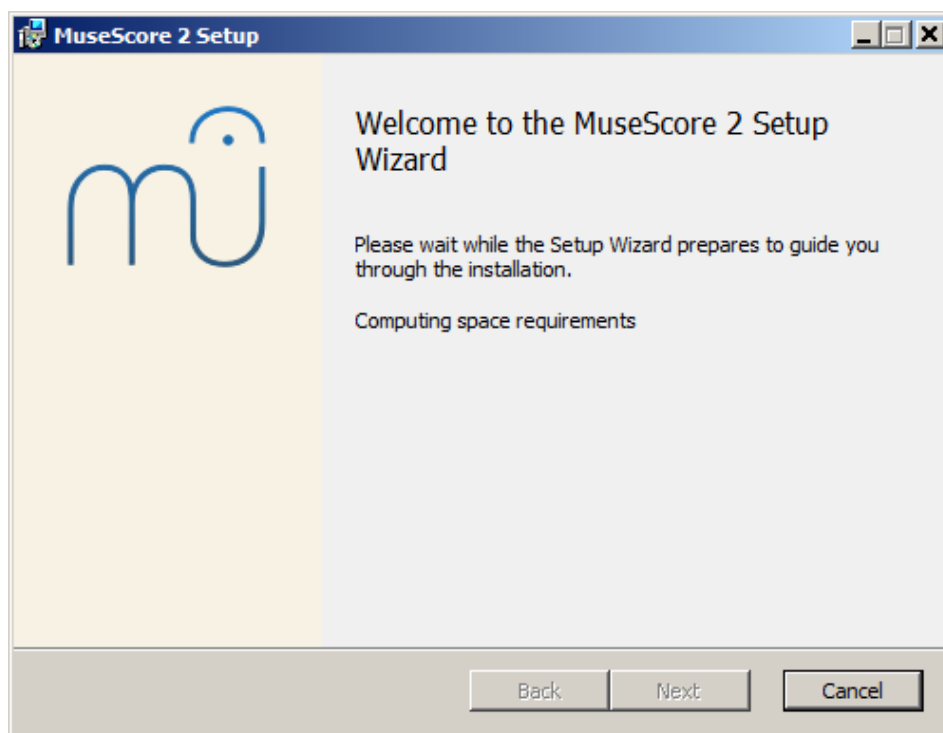 MuseScore 2 Setup
Welcome to the MuseScore 2 Setup
Wizard
Please wait while the Setup Wizard prepares to guide you
through the installation.
Computing space requirements
Back Next Cancel